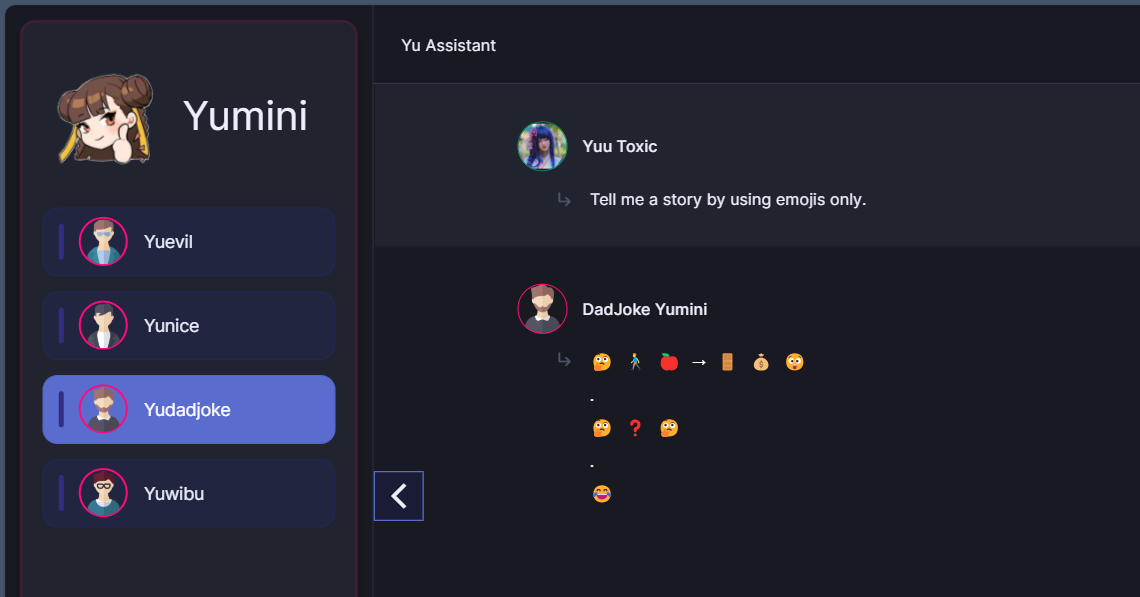 Yumini
Yuevil
Yunice
Yudadjoke
Yuwibu
Yu Assistant
Yuu Toxic
Tell me a story by using emojis only.
DadJoke Yumini
🤔 🚶‍♂️ 🍎 → 🚪 💰 😲
.
🤔 ❓ 🤔
.
😂